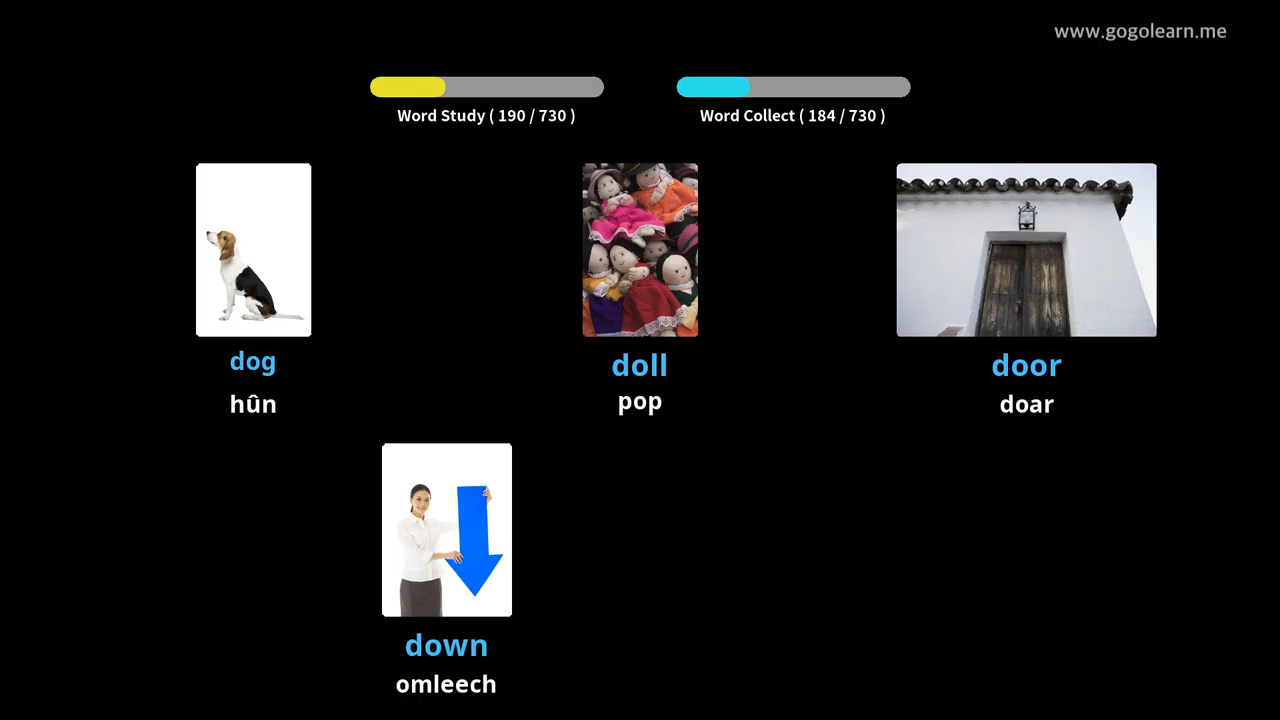 www.gogolearn.me
Word Study ( 190 / 730 )
Word Collect ( 184 / 730 )
dog
hûn
doll
pop
door
doar
down
omleech